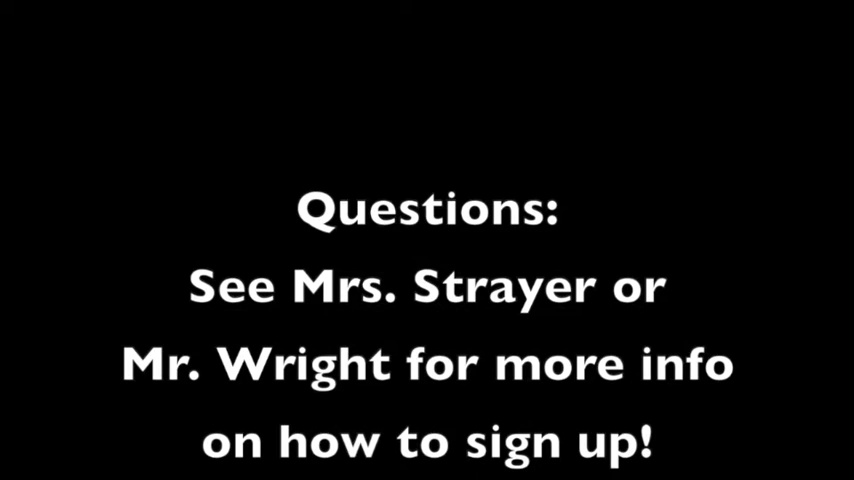 Questions:
See Mrs. Strayer or
Mr. Wright for more info
on how to sign up!